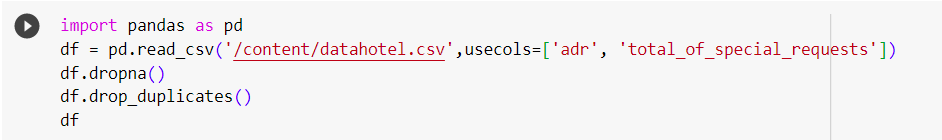 import pandas as pd
df = pd.read_csv('/content/datahotel.csv',usecols=['adr', 'total_of_special_requests'])
df.dropna()
df.drop_duplicates()
df